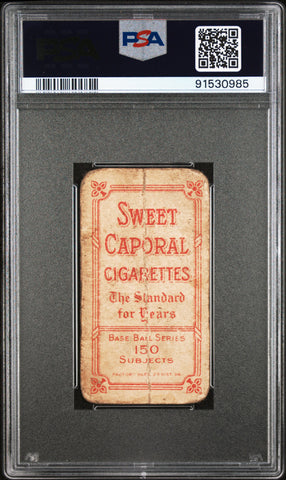 PSA
91530985
SWEET
CAPORAL
CIGARETTES
The Standard
for Years
BASE BALL SERIES
150
SUBJECTS